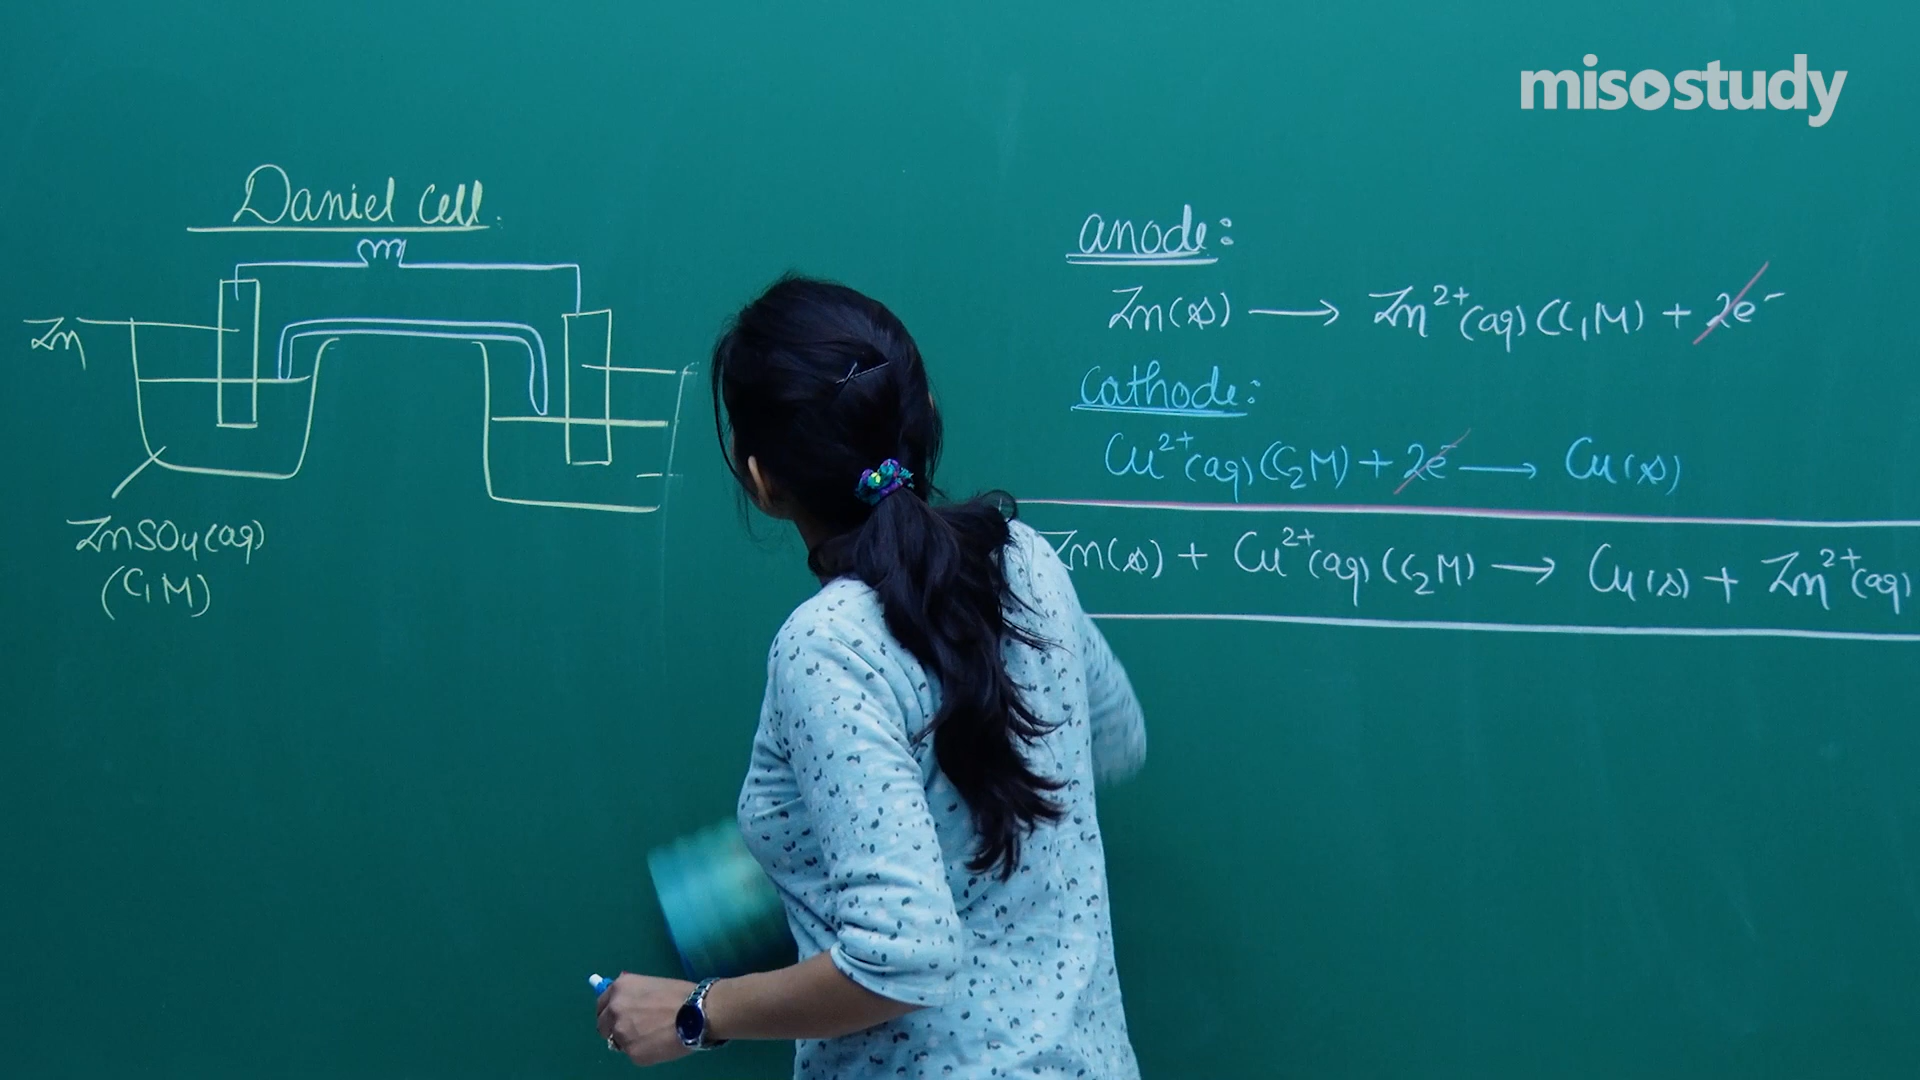 misostudy
Daniel Cell.
Zn
ZnSO4(aq)
(C1M)
anode:
Zn(s) ⟶ Zn²⁺(aq)(C₁M) + 2e⁻
Cathode:
Cu²⁺(aq)(C₂M) + 2e⁻ ⟶ Cu(s)
Zn(s) + Cu²⁺(aq)(C₂M) ⟶ Cu(s) + Zn²⁺(aq)